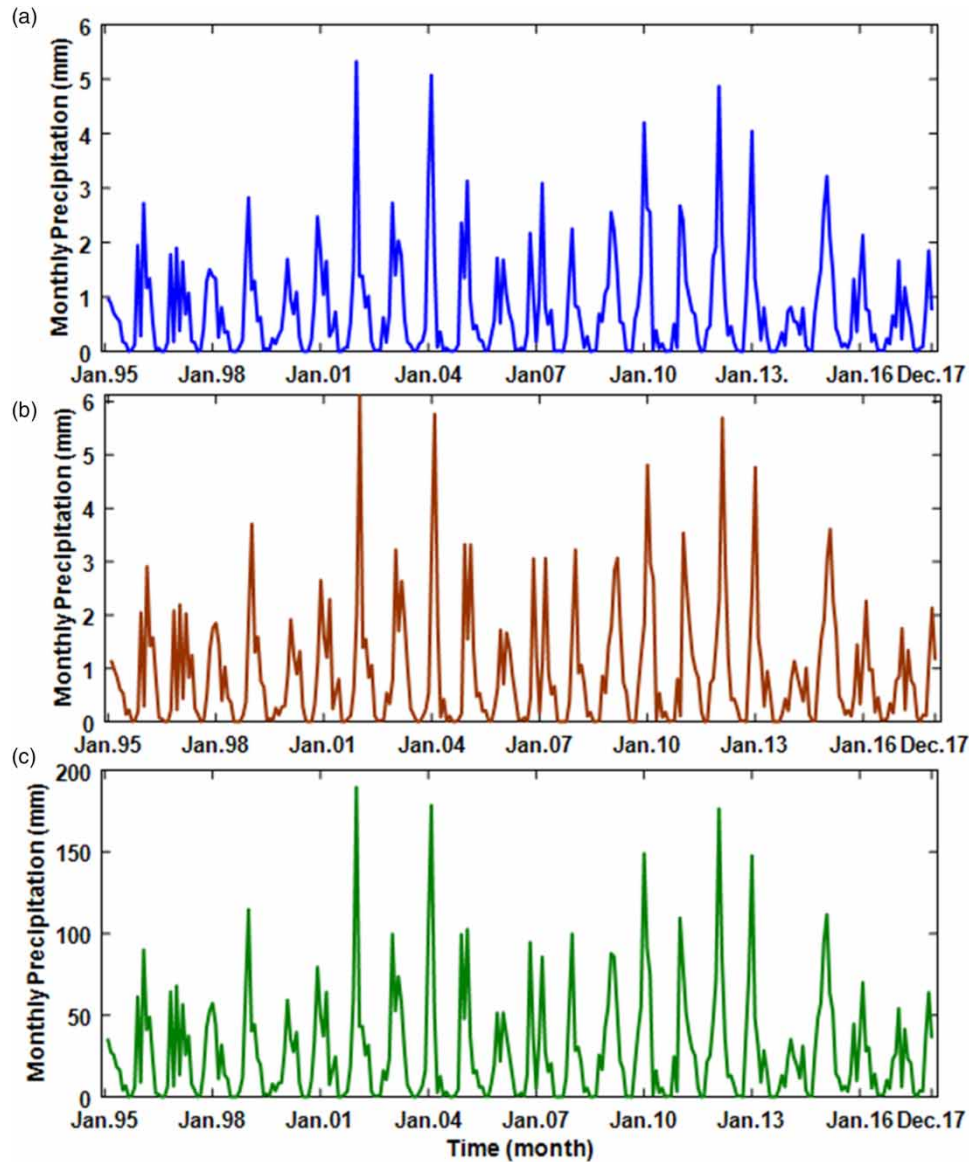 (a)
Monthly Precipitation (mm)
6
5
4
3
2
1
0
Jan.95 Jan.98 Jan.01 Jan.04 Jan07 Jan.10 Jan.13. Jan.16 Dec.17
(b)
Monthly Precipitation (mm)
6
5
4
3
2
1
0
Jan.95 Jan.98 Jan.01 Jan.04 Jan.07 Jan.10 Jan.13 Jan.16 Dec.17
(c)
Monthly Precipitation (mm)
200
150
100
50
0
Jan.95 Jan.98 Jan.01 Jan.04 Jan.07 Jan.10 Jan.13 Jan.16 Dec.17
Time (month)